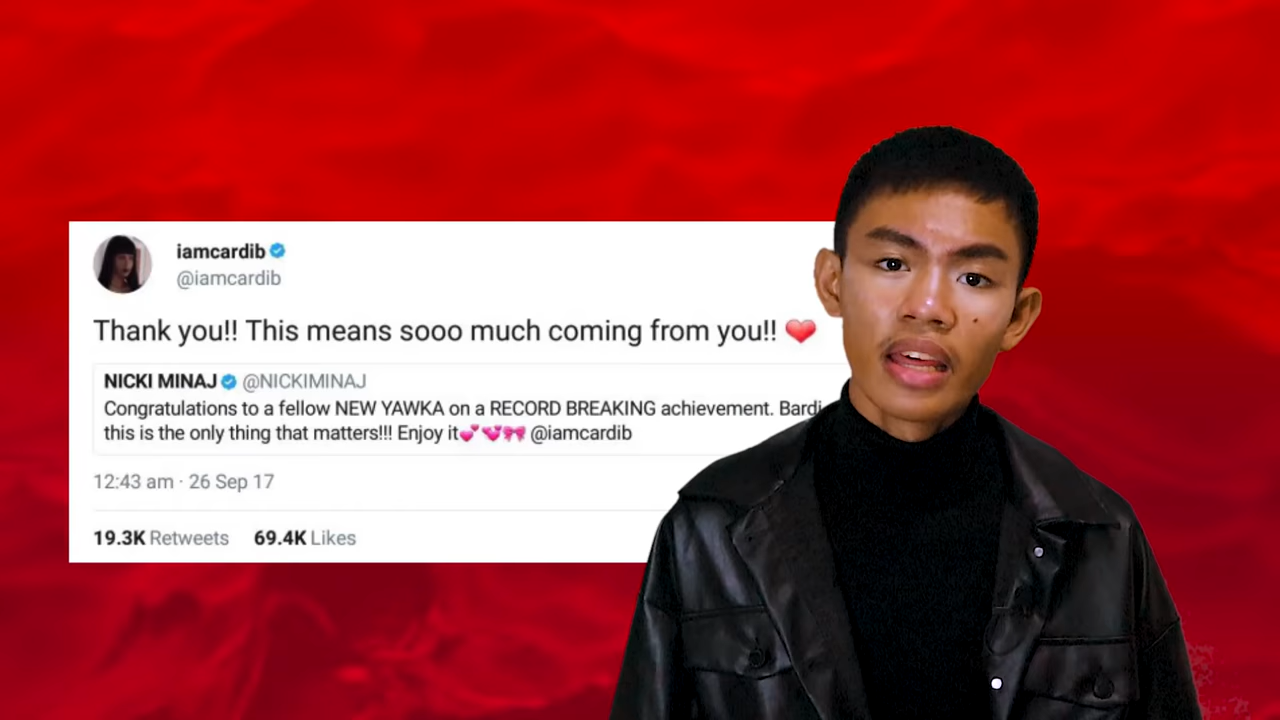 iamcardib
@iamcardib
Thank you!! This means sooo much coming from you!! ❤
NICKI MINAJ @NICKIMINAJ
Congratulations to a fellow NEW YAWKA on a RECORD BREAKING achievement. Bardi,
this is the only thing that matters!!! Enjoy it💕💞🎀 @iamcardib
12:43 am · 26 Sep 17
19.3K Retweets 69.4K Likes